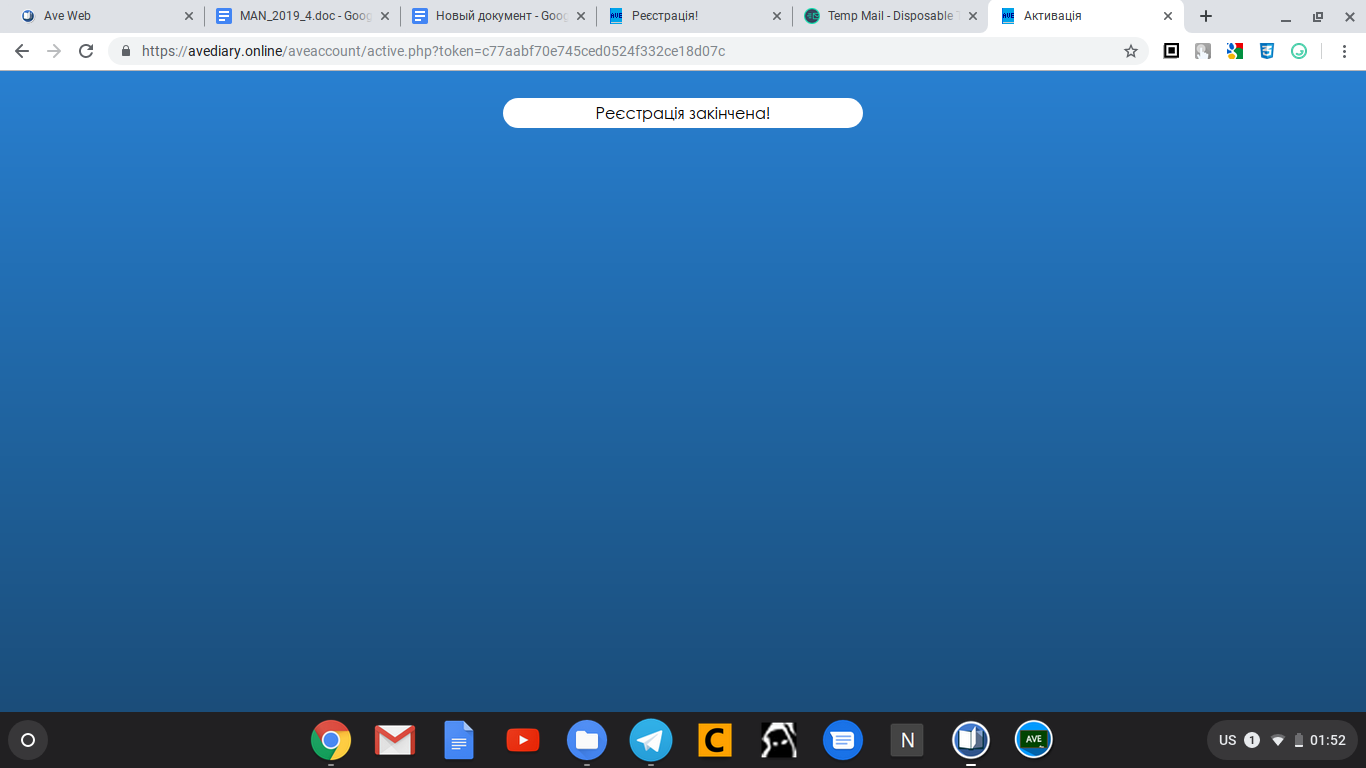 Ave Web
MAN_2019_4.doc - Goog
Новый документ - Goog
Реєстрація!
Temp Mail - Disposable T
Активація
https://avediary.online/aveaccount/active.php?token=c77aabf70e745ced0524f332ce18d07c
Реєстрація закінчена!
C
N
AVE
US 1 01:52